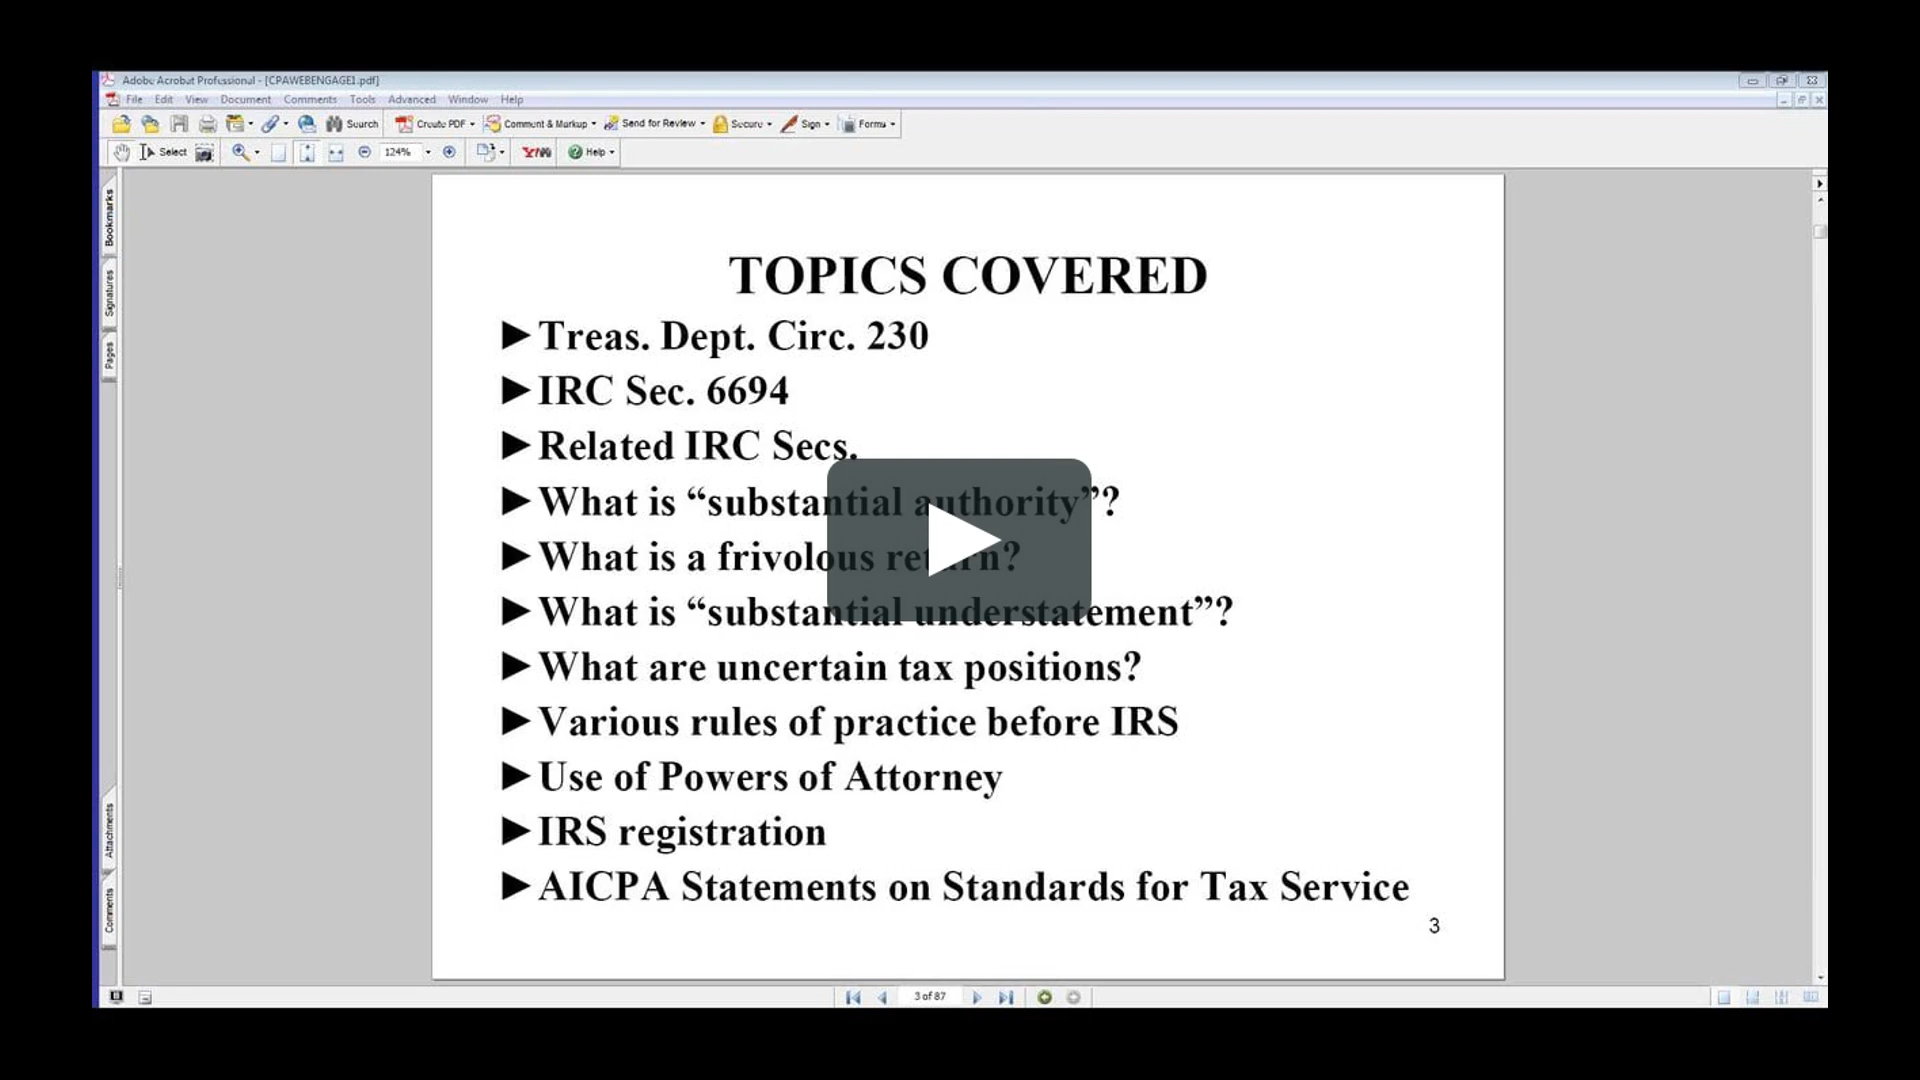 Adobe Acrobat Professional - [CPAWEBENGAGE1.pdf]
File Edit View Document Comments Tools Advanced Window Help
Search Create PDF Comment & Markup Send for Review Secure Sign Forms
Select 124% Y! Help
Bookmarks
Signatures
Pages
Attachments
Comments
TOPICS COVERED
►Treas. Dept. Circ. 230
►IRC Sec. 6694
►Related IRC Secs.
►What is “substantial authority”?
►What is a frivolous return?
►What is “substantial understatement”?
►What are uncertain tax positions?
►Various rules of practice before IRS
►Use of Powers of Attorney
►IRS registration
►AICPA Statements on Standards for Tax Service
3
3 of 87